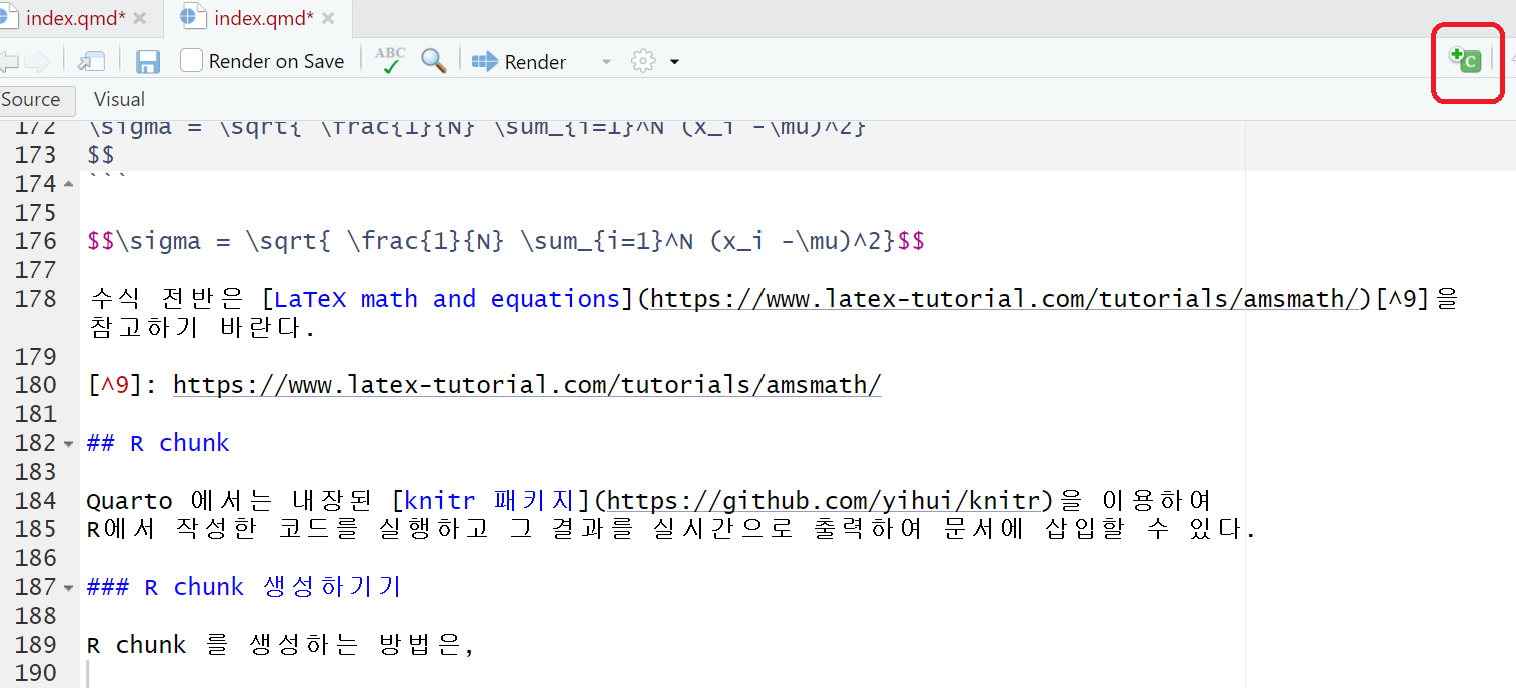 index.qmd* index.qmd*
Render on Save ABC Render C
Source Visual
172 \sigma = \sqrt{ \frac{1}{N} \sum_{i=1}^N (x_i -\mu)^2}
173 $$
174 ```
175
176 $$\sigma = \sqrt{ \frac{1}{N} \sum_{i=1}^N (x_i -\mu)^2}$$
177
178 수식 전반은 [LaTeX math and equations](https://www.latex-tutorial.com/tutorials/amsmath/)[^9]을
참고하기 바란다.
179
180 [^9]: https://www.latex-tutorial.com/tutorials/amsmath/
181
182 ## R chunk
183
184 Quarto 에서는 내장된 [knitr 패키지](https://github.com/yihui/knitr)을 이용하여
185 R에서 작성한 코드를 실행하고 그 결과를 실시간으로 출력하여 문서에 삽입할 수 있다.
186
187 ### R chunk 생성하기기
188
189 R chunk 를 생성하는 방법은,
190